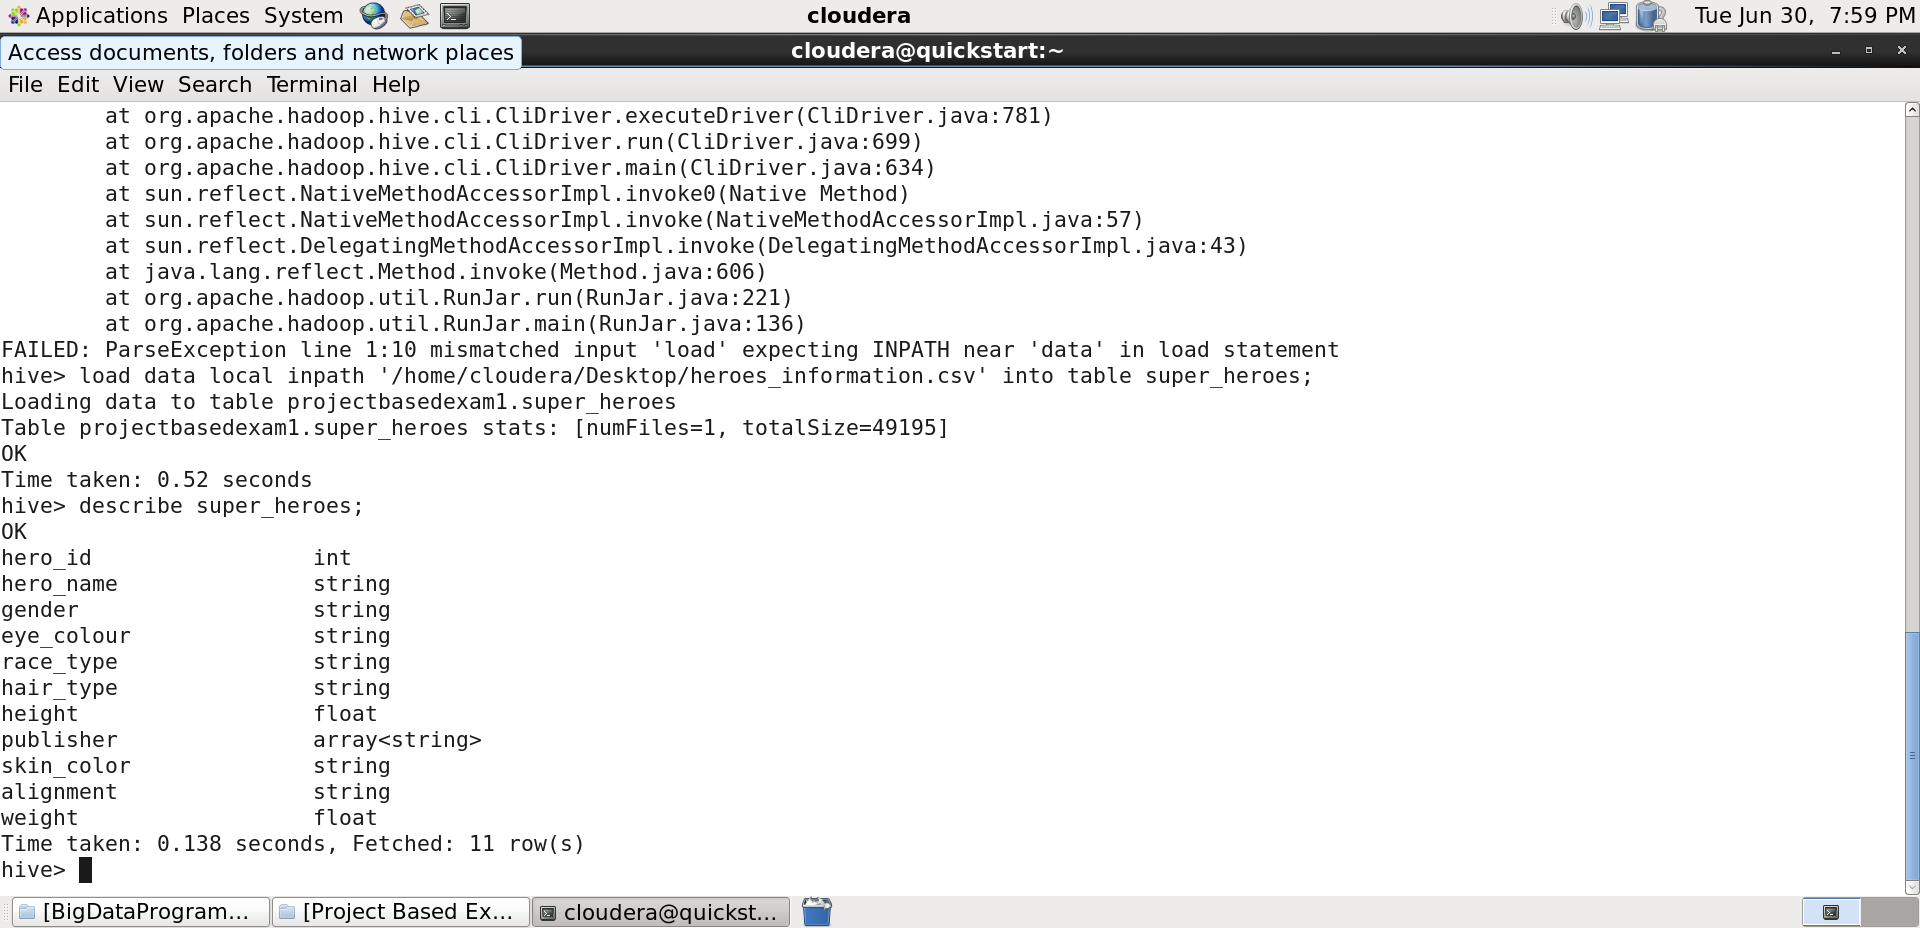 Applications Places System
cloudera
Tue Jun 30, 7:59 PM
Access documents, folders and network places
cloudera@quickstart:~
File Edit View Search Terminal Help
at org.apache.hadoop.hive.cli.CliDriver.executeDriver(CliDriver.java:781)
at org.apache.hadoop.hive.cli.CliDriver.run(CliDriver.java:699)
at org.apache.hadoop.hive.cli.CliDriver.main(CliDriver.java:634)
at sun.reflect.NativeMethodAccessorImpl.invoke0(Native Method)
at sun.reflect.NativeMethodAccessorImpl.invoke(NativeMethodAccessorImpl.java:57)
at sun.reflect.DelegatingMethodAccessorImpl.invoke(DelegatingMethodAccessorImpl.java:43)
at java.lang.reflect.Method.invoke(Method.java:606)
at org.apache.hadoop.util.RunJar.run(RunJar.java:221)
at org.apache.hadoop.util.RunJar.main(RunJar.java:136)
FAILED: ParseException line 1:10 mismatched input 'load' expecting INPATH near 'data' in load statement
hive> load data local inpath '/home/cloudera/Desktop/heroes_information.csv' into table super_heroes;
Loading data to table projectbasedexam1.super_heroes
Table projectbasedexam1.super_heroes stats: [numFiles=1, totalSize=49195]
OK
Time taken: 0.52 seconds
hive> describe super_heroes;
OK
hero_id int
hero_name string
gender string
eye_colour string
race_type string
hair_type string
height float
publisher array<string>
skin_color string
alignment string
weight float
Time taken: 0.138 seconds, Fetched: 11 row(s)
hive>
[BigDataProgram... [Project Based Ex... cloudera@quickst...